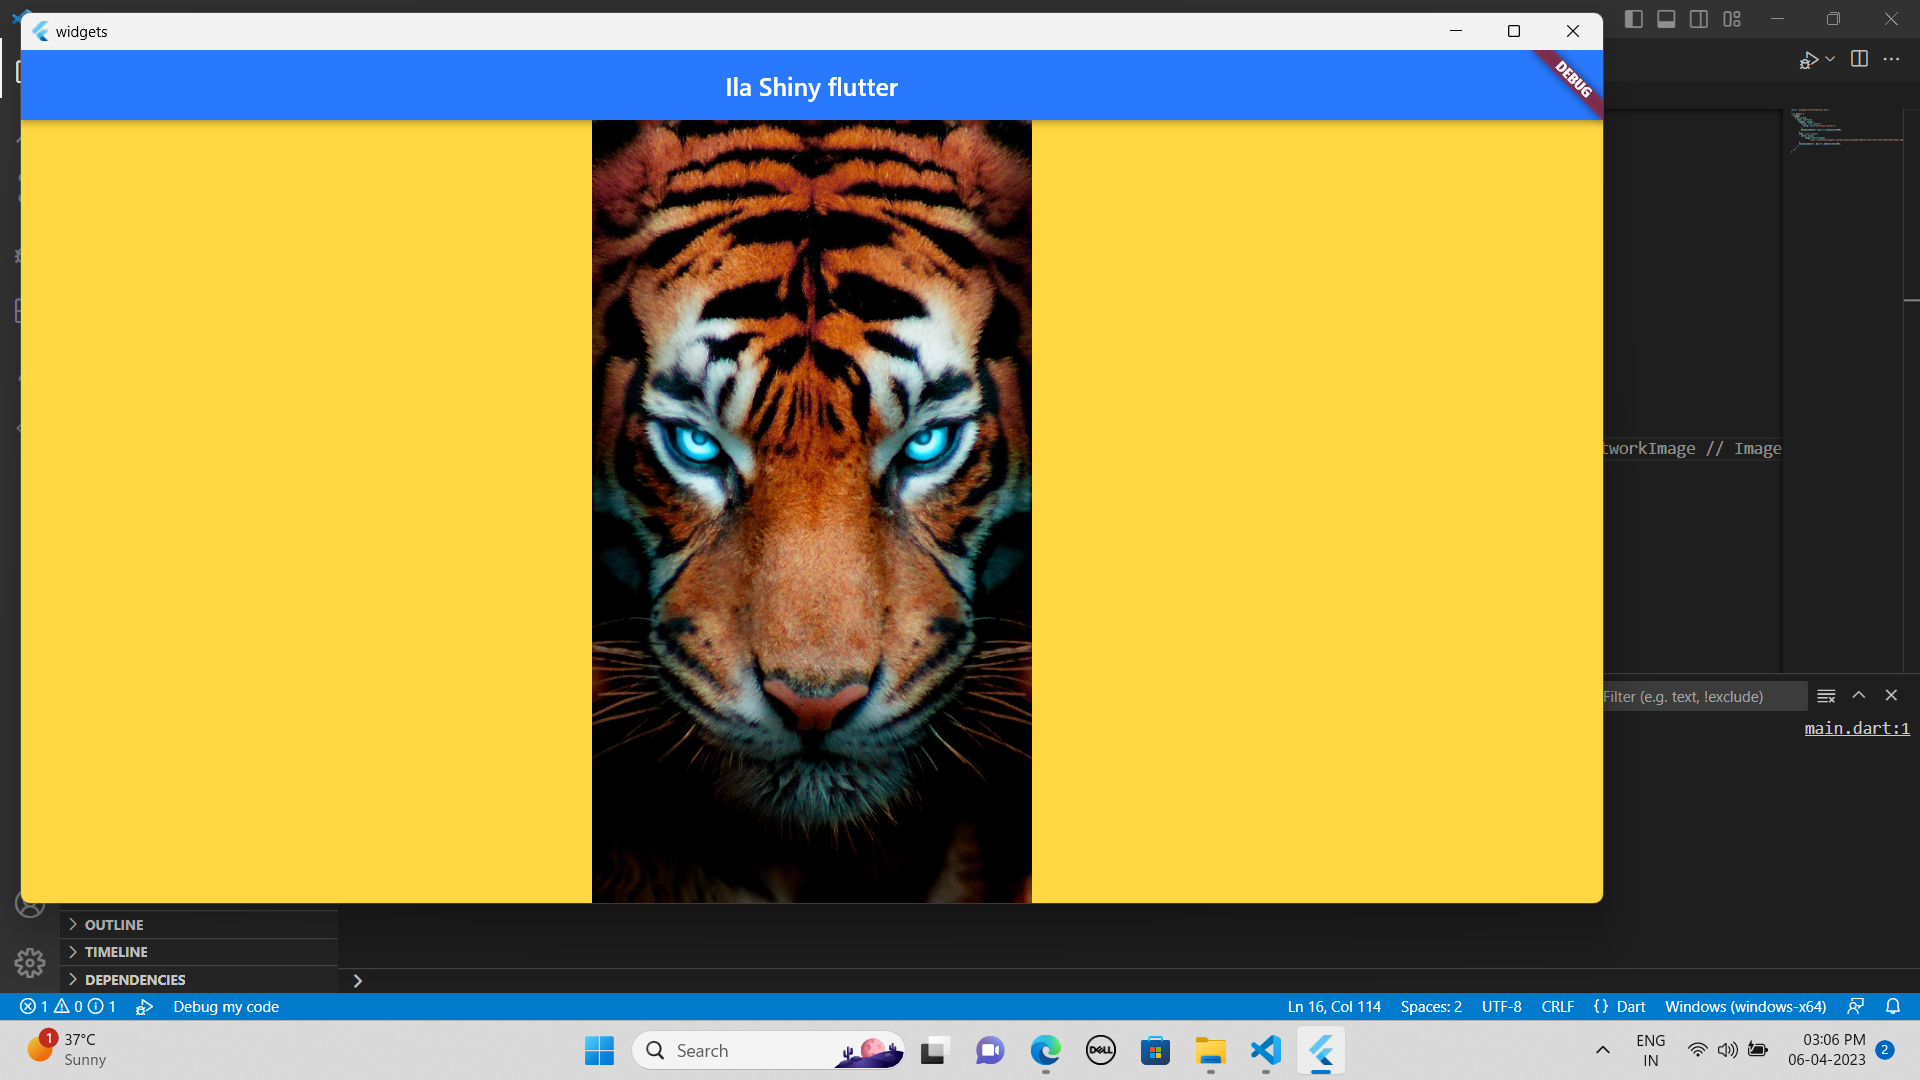 widgets
Ila Shiny flutter
DEBUG
tworkImage // Image
Filter (e.g. text, !exclude)
main.dart:1
OUTLINE
TIMELINE
DEPENDENCIES
1 0 1 Debug my code Ln 16, Col 114 Spaces: 2 UTF-8 CRLF {} Dart Windows (windows-x64)
1
37°C
Sunny
Search
DELL
ENG
IN
03:06 PM
06-04-2023
2